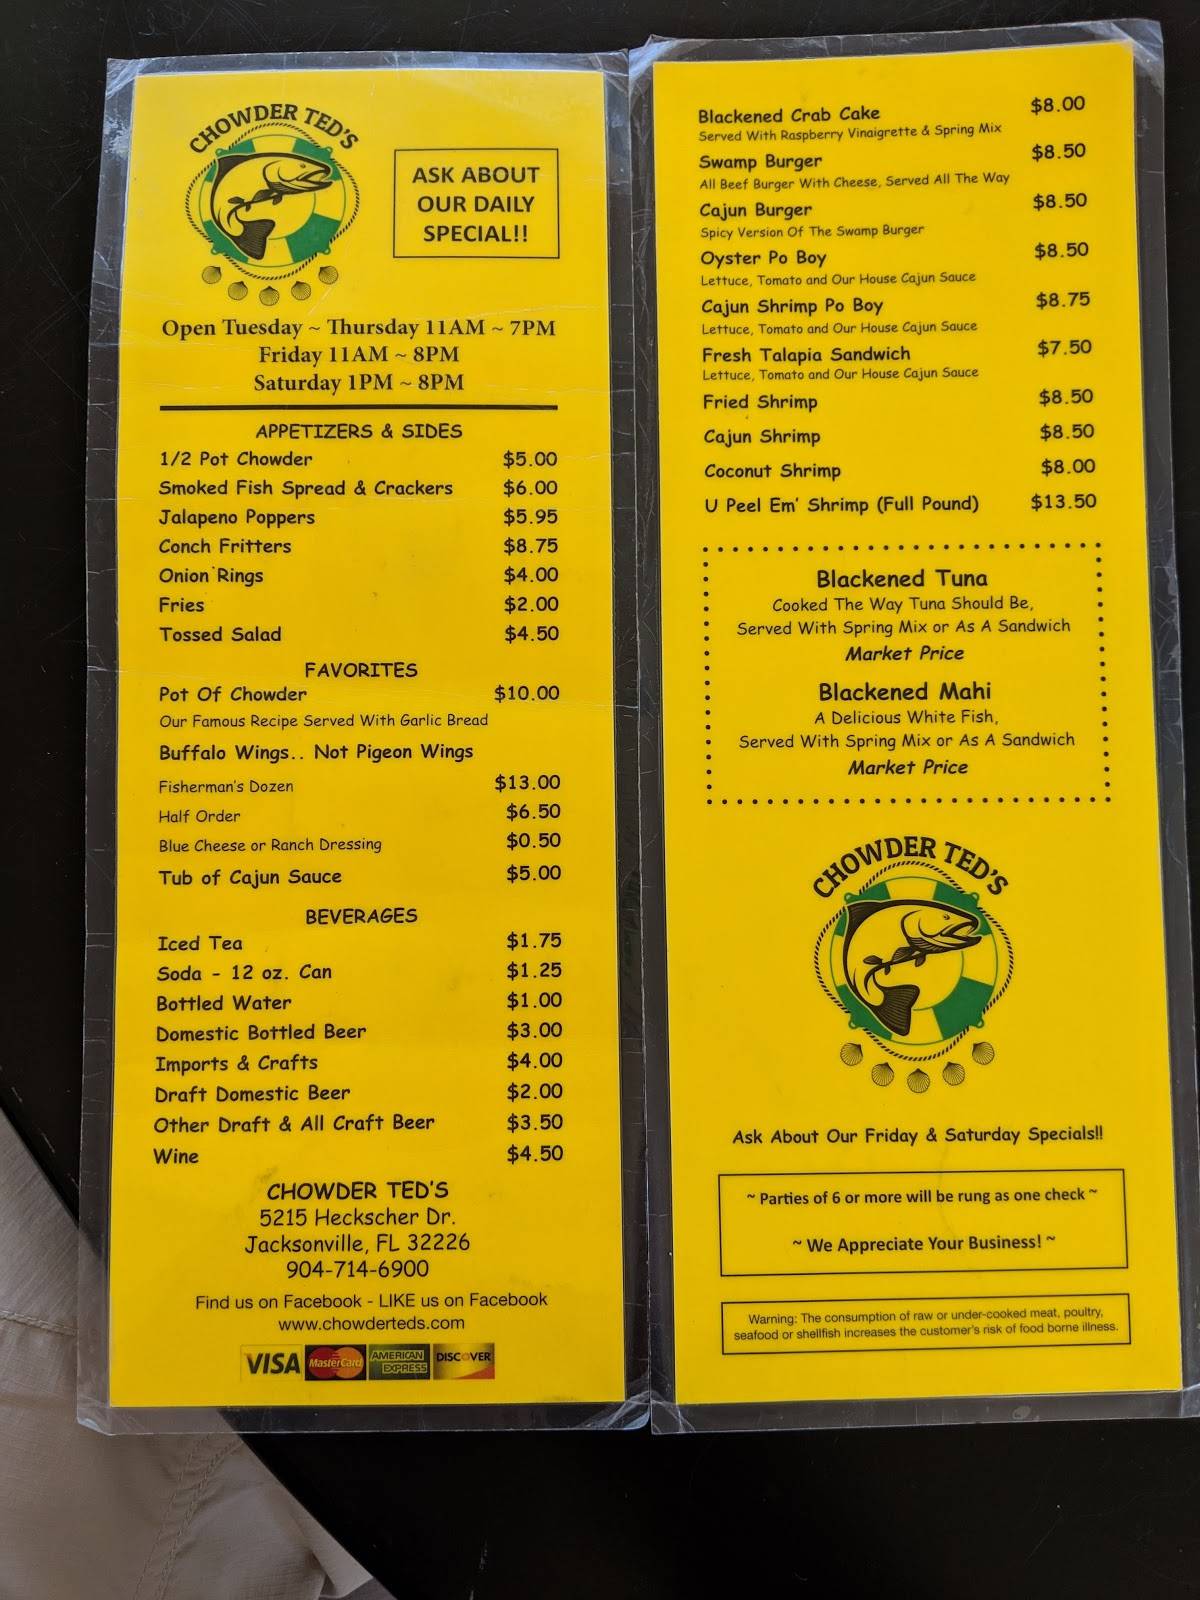 CHOWDER TED'S
ASK ABOUT
OUR DAILY
SPECIAL!!
Open Tuesday ~ Thursday 11AM ~ 7PM
Friday 11AM ~ 8PM
Saturday 1PM ~ 8PM
APPETIZERS & SIDES
1/2 Pot Chowder $5.00
Smoked Fish Spread & Crackers $6.00
Jalapeno Poppers $5.95
Conch Fritters $8.75
Onion Rings $4.00
Fries $2.00
Tossed Salad $4.50
FAVORITES
Pot Of Chowder $10.00
Our Famous Recipe Served With Garlic Bread
Buffalo Wings.. Not Pigeon Wings
Fisherman's Dozen $13.00
Half Order $6.50
Blue Cheese or Ranch Dressing $0.50
Tub of Cajun Sauce $5.00
BEVERAGES
Iced Tea $1.75
Soda - 12 oz. Can $1.25
Bottled Water $1.00
Domestic Bottled Beer $3.00
Imports & Crafts $4.00
Draft Domestic Beer $2.00
Other Draft & All Craft Beer $3.50
Wine $4.50
CHOWDER TED'S
5215 Heckscher Dr.
Jacksonville, FL 32226
904-714-6900
Find us on Facebook - LIKE us on Facebook
www.chowderteds.com
VISA MasterCard AMERICAN EXPRESS DISCOVER
Blackened Crab Cake $8.00
Served With Raspberry Vinaigrette & Spring Mix
Swamp Burger $8.50
All Beef Burger With Cheese, Served All The Way
Cajun Burger $8.50
Spicy Version Of The Swamp Burger
Oyster Po Boy $8.50
Lettuce, Tomato and Our House Cajun Sauce
Cajun Shrimp Po Boy $8.75
Lettuce, Tomato and Our House Cajun Sauce
Fresh Talapia Sandwich $7.50
Lettuce, Tomato and Our House Cajun Sauce
Fried Shrimp $8.50
Cajun Shrimp $8.50
Coconut Shrimp $8.00
U Peel Em' Shrimp (Full Pound) $13.50
Blackened Tuna
Cooked The Way Tuna Should Be,
Served With Spring Mix or As A Sandwich
Market Price
Blackened Mahi
A Delicious White Fish,
Served With Spring Mix or As A Sandwich
Market Price
CHOWDER TED'S
Ask About Our Friday & Saturday Specials!!
~ Parties of 6 or more will be rung as one check ~
~ We Appreciate Your Business! ~
Warning: The consumption of raw or under-cooked meat, poultry,
seafood or shellfish increases the customer's risk of food borne illness.